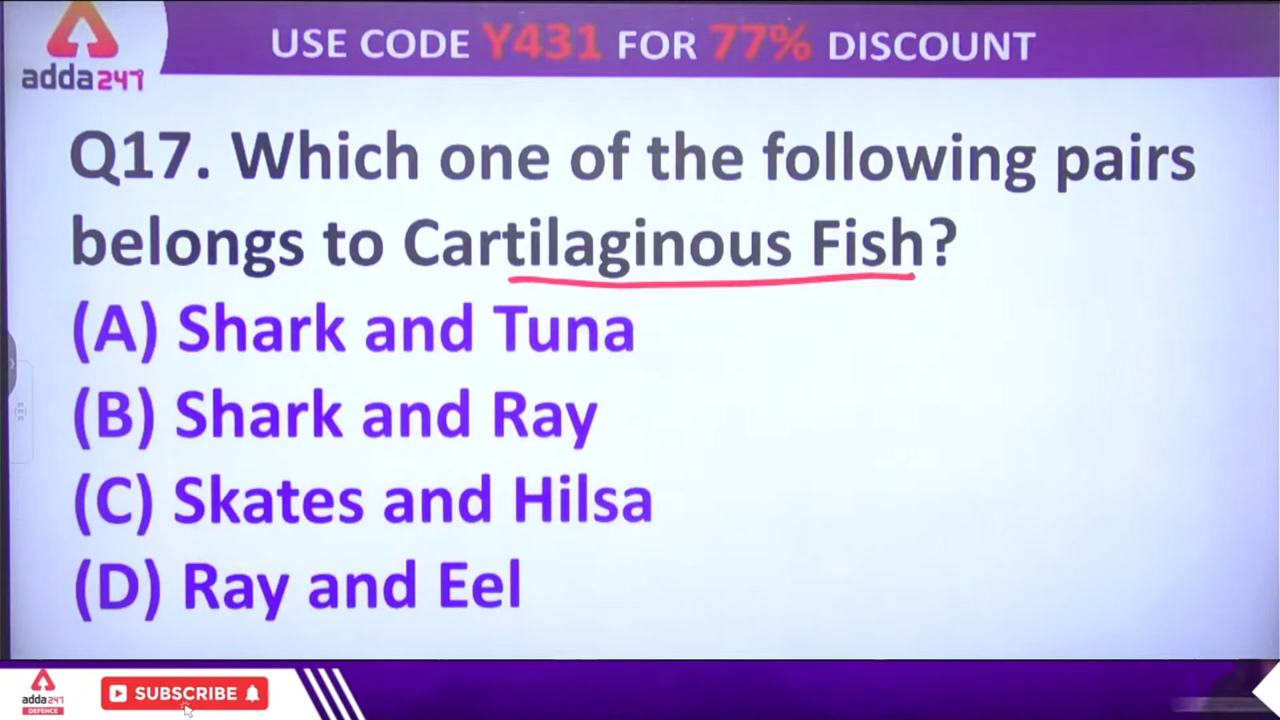 USE CODE Y431 FOR 77% DISCOUNT
adda247
Q17. Which one of the following pairs
belongs to Cartilaginous Fish?
(A) Shark and Tuna
(B) Shark and Ray
(C) Skates and Hilsa
(D) Ray and Eel
adda247
DEFENCE
SUBSCRIBE